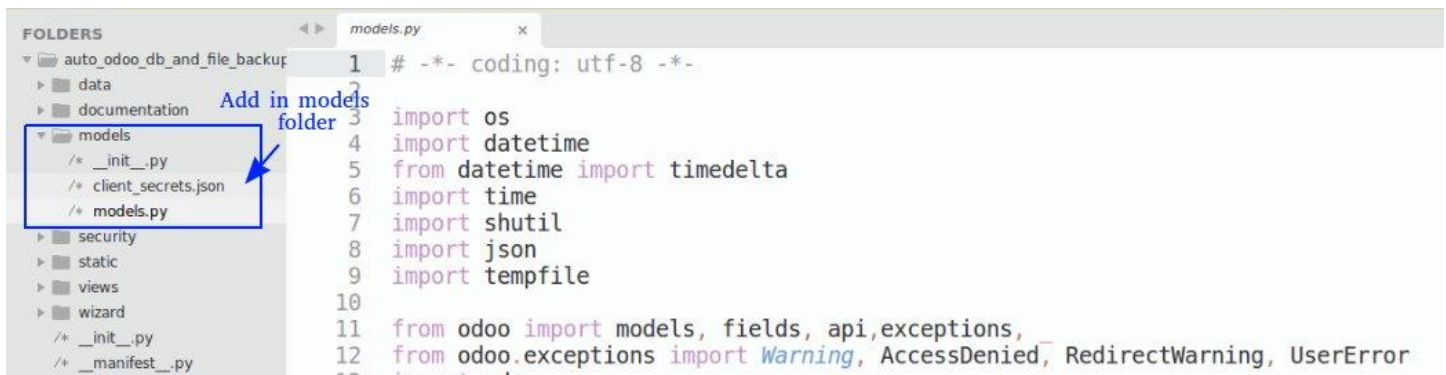 FOLDERS
auto_odoo_db_and_file_backup
data
documentation
models
/* __init__.py
/* client_secrets.json
/* models.py
security
static
views
wizard
/* __init__.py
/* __manifest__.py
Add in models
folder
models.py ×
1 # -*- coding: utf-8 -*-
2
3 import os
4 import datetime
5 from datetime import timedelta
6 import time
7 import shutil
8 import json
9 import tempfile
10
11 from odoo import models, fields, api,exceptions, _
12 from odoo.exceptions import Warning, AccessDenied, RedirectWarning, UserError